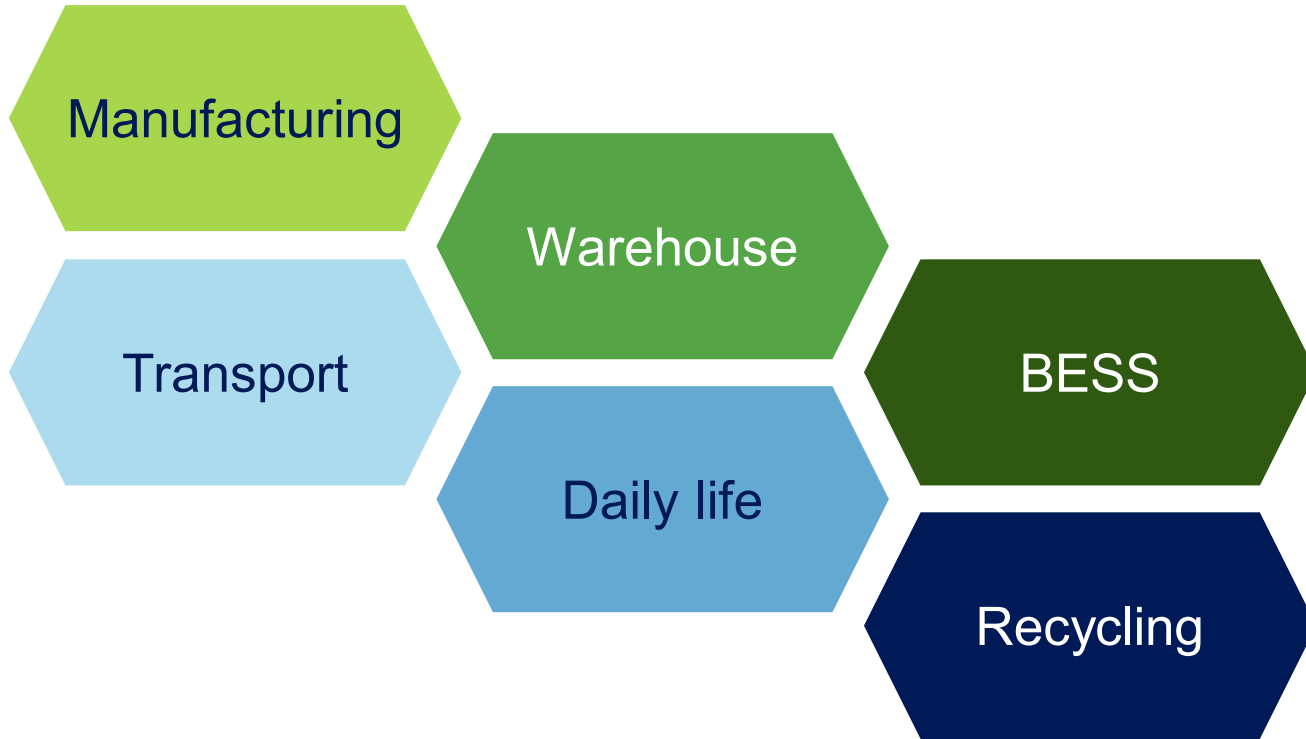 Manufacturing
Warehouse
Transport
BESS
Daily life
Recycling